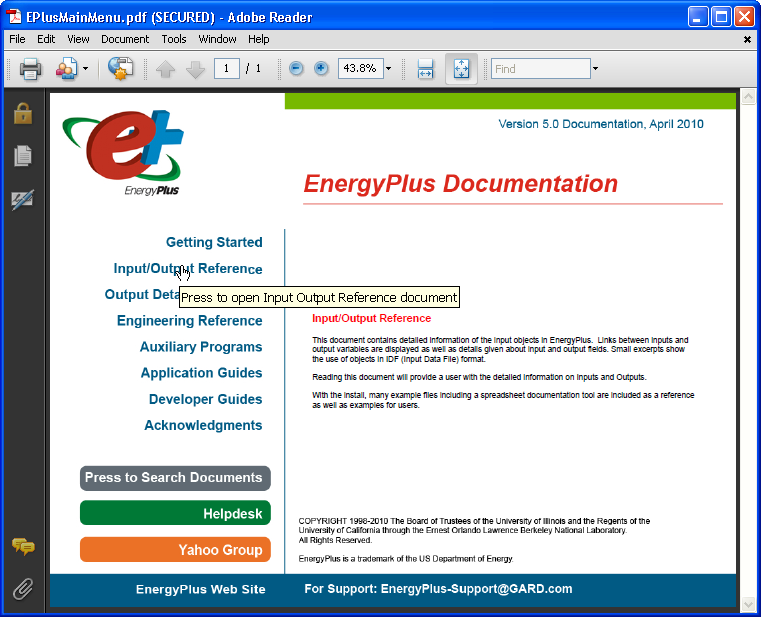 EPlusMainMenu.pdf (SECURED) - Adobe Reader
File Edit View Document Tools Window Help
1 / 1 43.8% Find
Version 5.0 Documentation, April 2010
e+
EnergyPlus
EnergyPlus Documentation
Getting Started
Input/Output Reference
Output Deta
Press to open Input Output Reference document
Engineering Reference
Auxiliary Programs
Application Guides
Developer Guides
Acknowledgments
Press to Search Documents
Helpdesk
Yahoo Group
Input/Output Reference
This document contains detailed information of the input objects in EnergyPlus. Links between inputs and
output variables are displayed as well as details given about input and output fields. Small excerpts show
the use of objects in IDF (Input Data File) format.
Reading this document will provide a user with the detailed information on Inputs and Outputs.
With the install, many example files including a spreadsheet documentation tool are included as a reference
as well as examples for users.
COPYRIGHT 1998-2010 The Board of Trustees of the University of Illinois and the Regents of the
University of California through the Ernest Orlando Lawrence Berkeley National Laboratory.
All Rights Reserved.
EnergyPlus is a trademark of the US Department of Energy.
EnergyPlus Web Site
For Support: EnergyPlus-Support@GARD.com